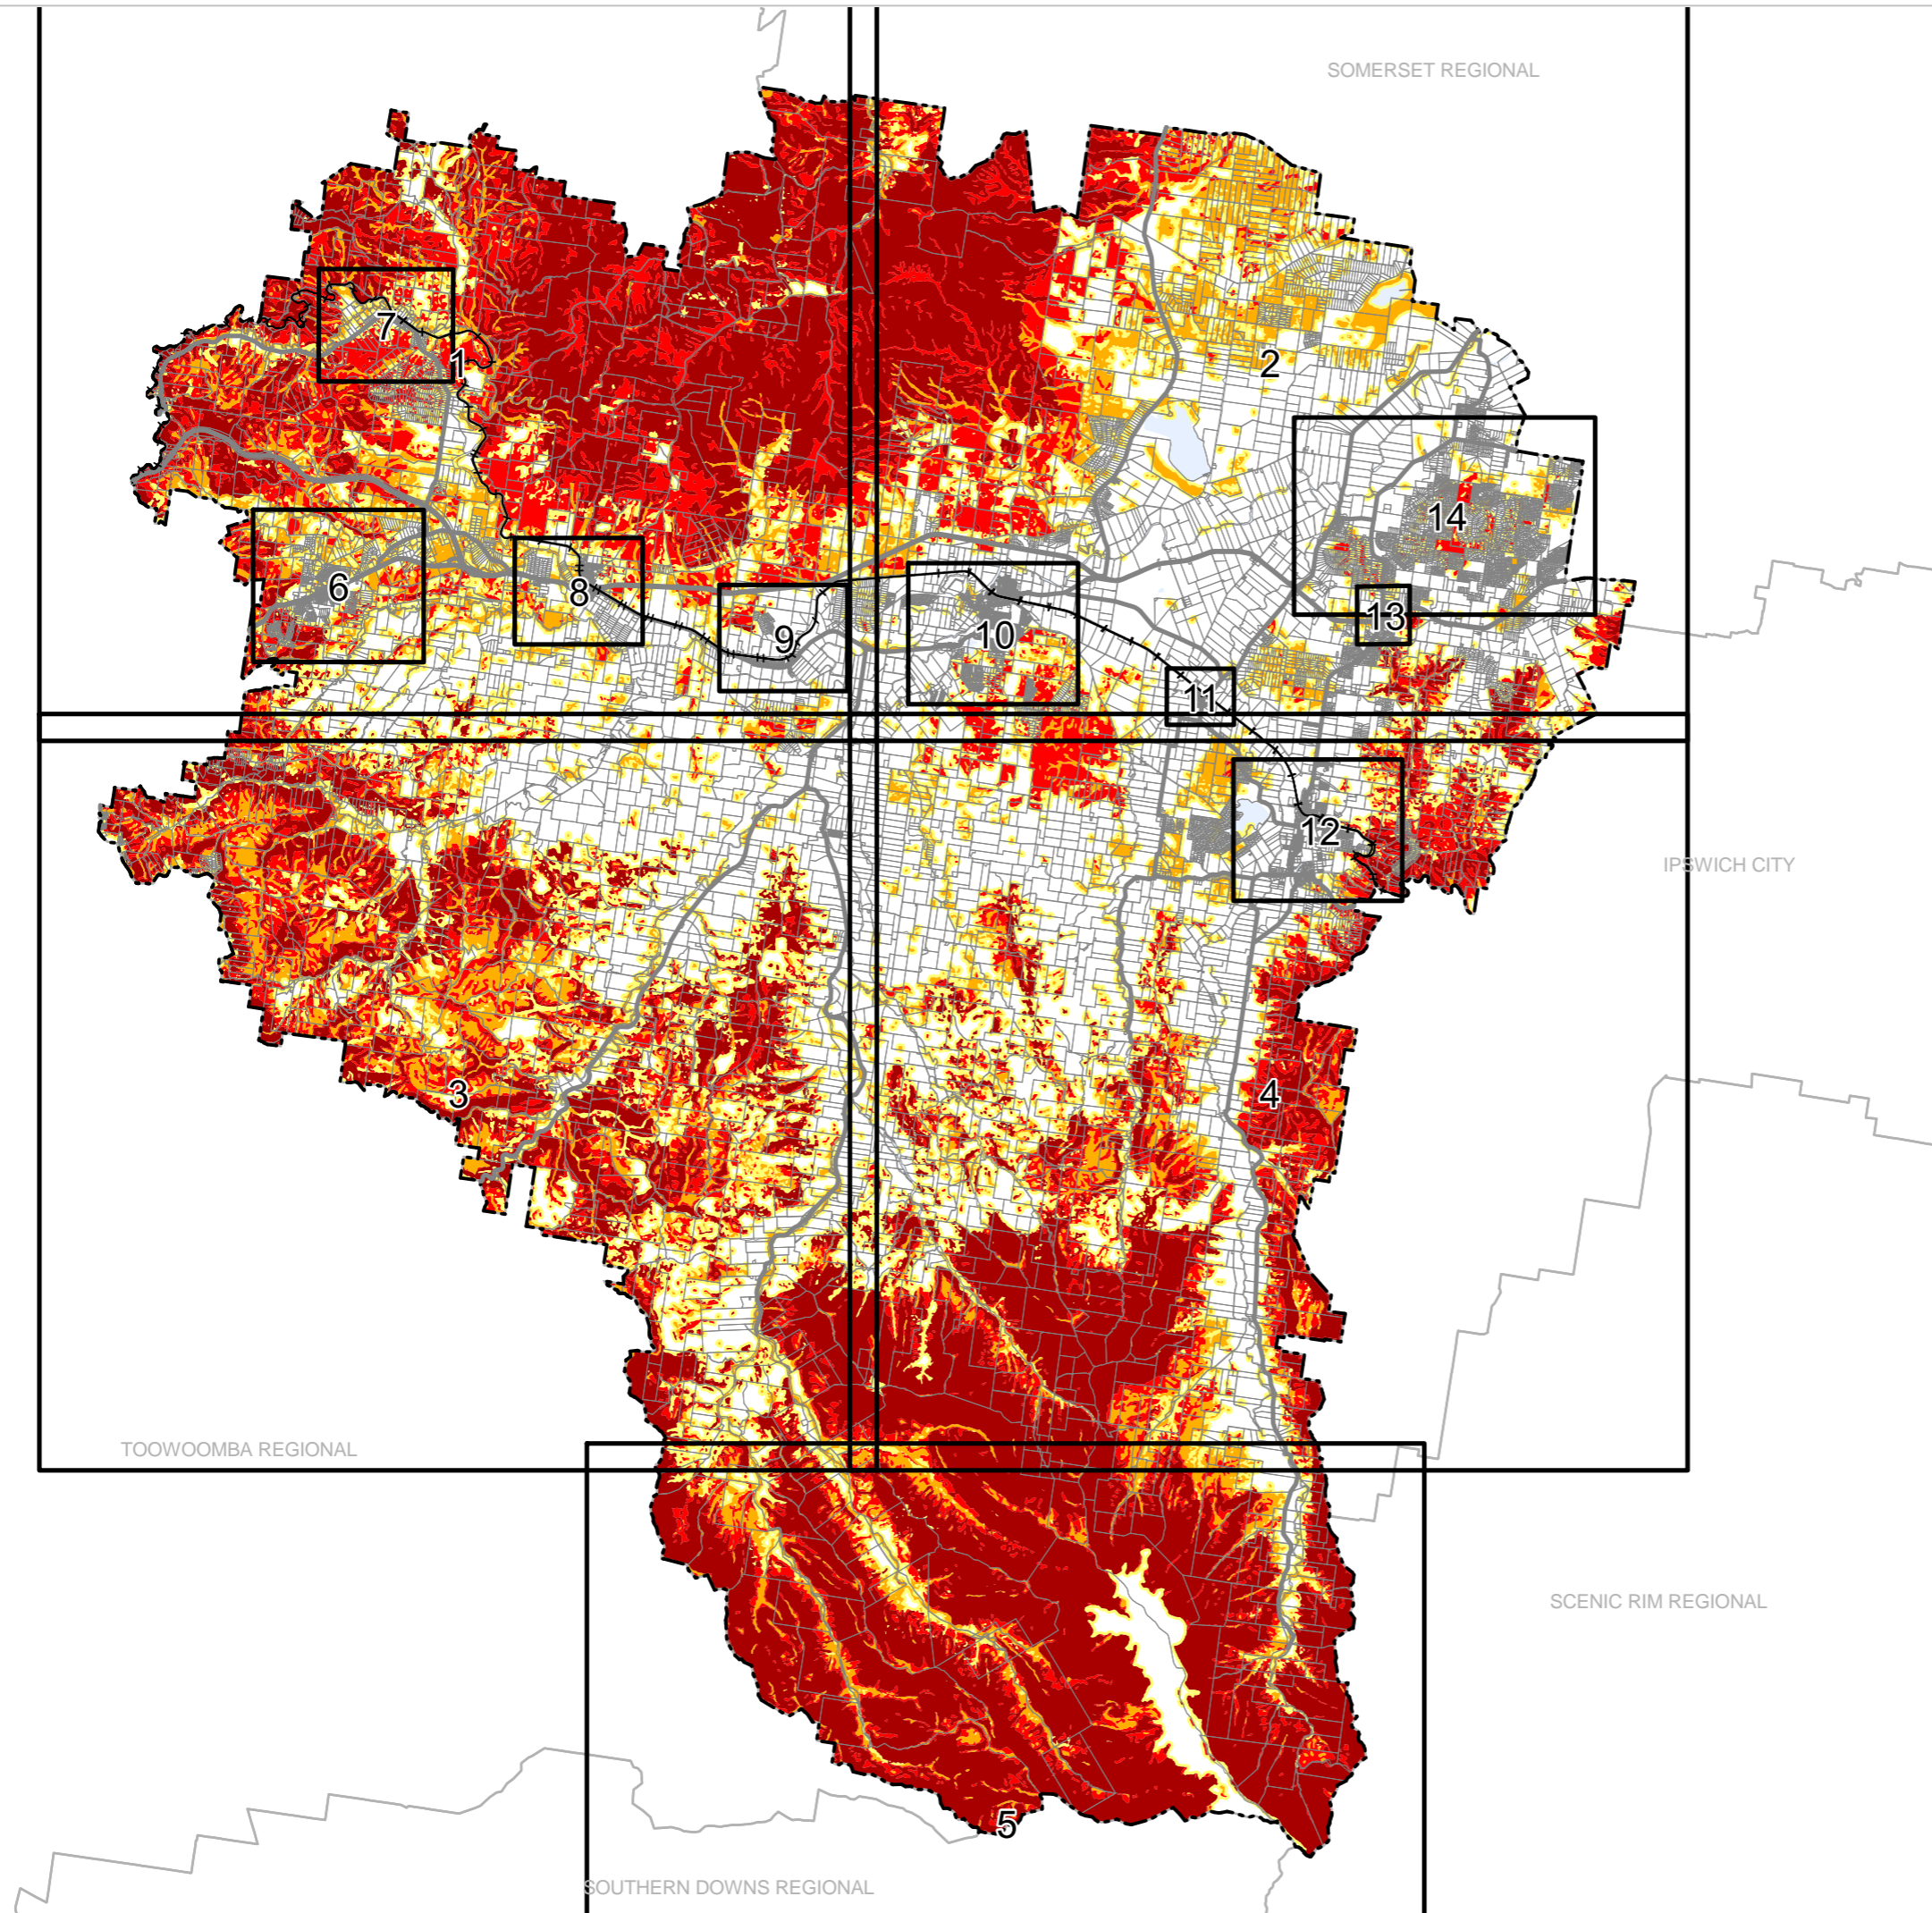 SOMERSET REGIONAL
7
1
2
14
6
8
13
9
10
11
12
IPSWICH CITY
3
4
TOOWOOMBA REGIONAL
SCENIC RIM REGIONAL
5
SOUTHERN DOWNS REGIONAL